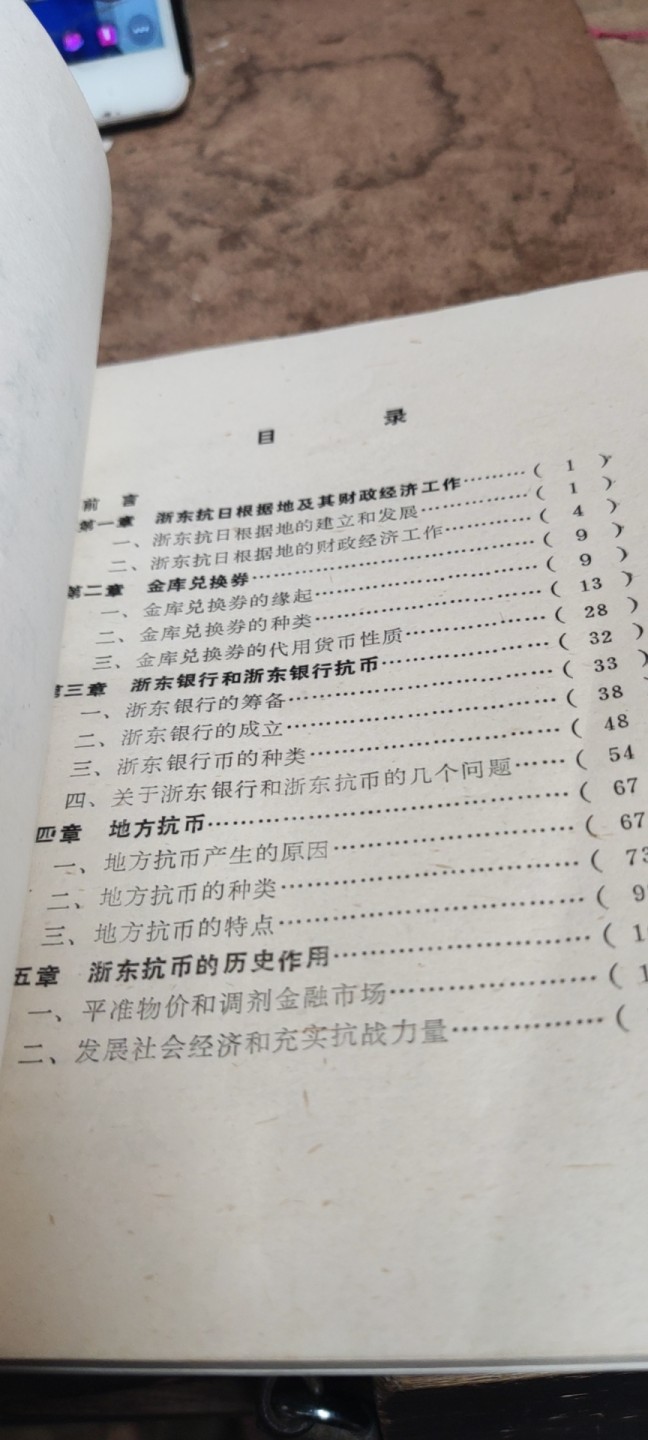 目 录
前 言
第一章 浙东抗日根据地及其财政经济工作………( 1 )
一、浙东抗日根据地的建立和发展………………( 1 )
二、浙东抗日根据地的财政经济工作……………( 4 )
第二章 金库兑换券………………………………( 9 )
一、金库兑换券的缘起……………………………( 9 )
二、金库兑换券的种类……………………………( 13 )
三、金库兑换券的代用货币性质…………………( 28 )
第三章 浙东银行和浙东银行抗币………………( 32 )
一、浙东银行的筹备………………………………( 33 )
二、浙东银行的成立………………………………( 38
三、浙东银行币的种类……………………………( 48
四、关于浙东银行和浙东抗币的几个问题……( 54
四章 地方抗币……………………………………( 67
一、地方抗币产生的原因…………………………( 67
二、地方抗币的种类………………………………( 73
三、地方抗币的特点………………………………( 9
五章 浙东抗币的历史作用………………………( 1
一、平准物价和调剂金融市场……………………( 1
二、发展社会经济和充实抗战力量………………(